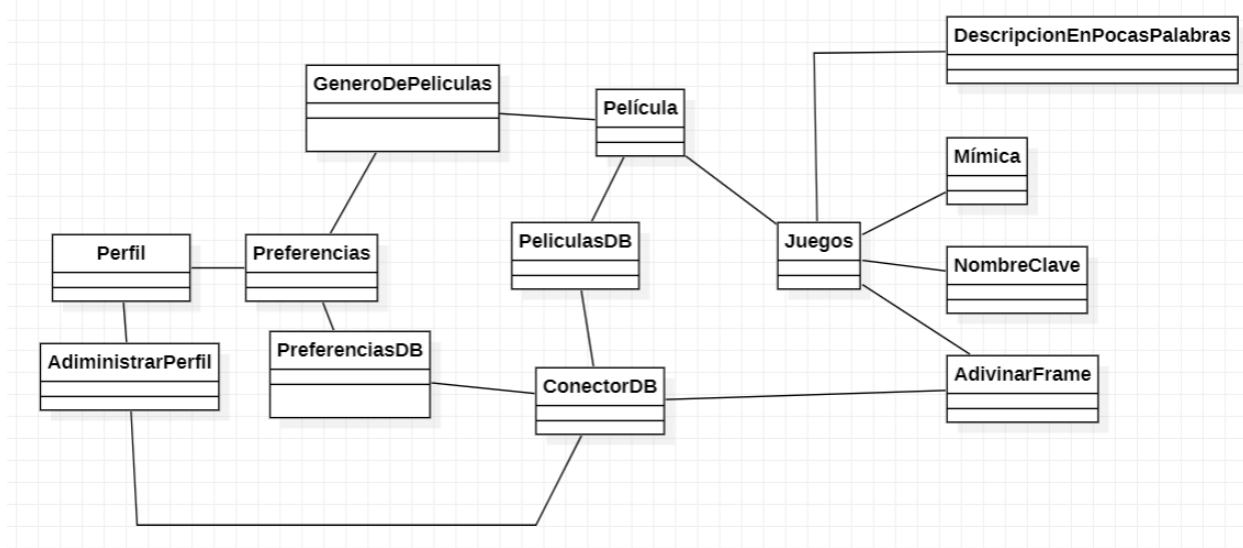 DescripcionEnPocasPalabras
GeneroDePeliculas
Película
Mímica
Perfil
Preferencias
PeliculasDB
Juegos
NombreClave
AdiministrarPerfil
PreferenciasDB
ConectorDB
AdivinarFrame